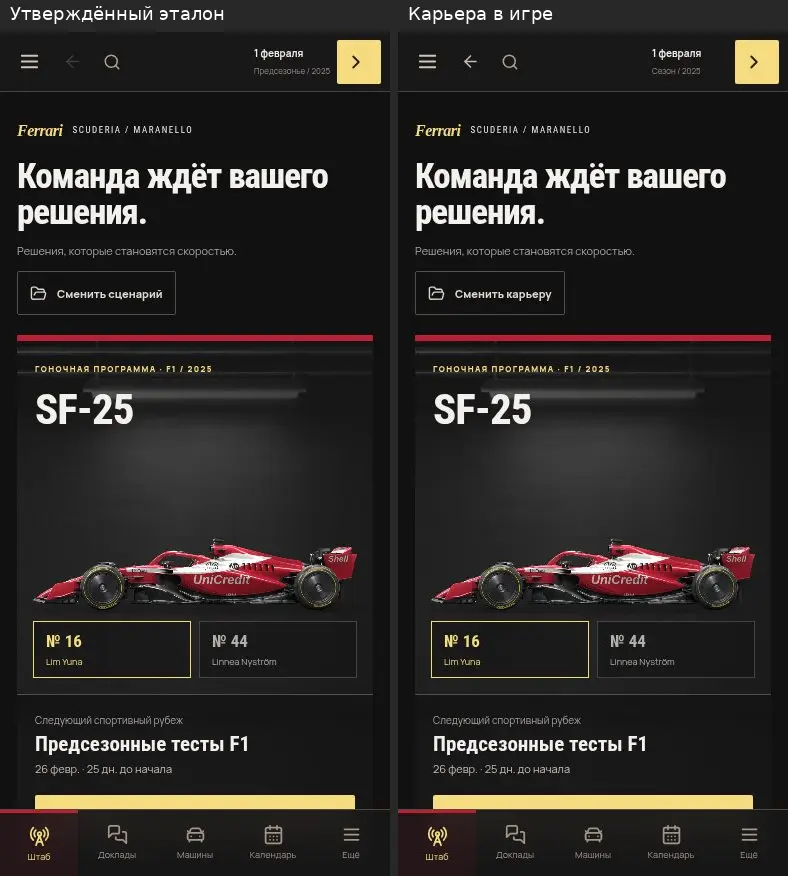 Утверждённый эталон
1 февраля
Предсезонье / 2025
Ferrari SCUDERIA / MARANELLO
Команда ждёт вашего
решения.
Решения, которые становятся скоростью.
Сменить сценарий
ГОНОЧНАЯ ПРОГРАММА · F1 / 2025
SF-25
Shell
UniCredit
IBM
№ 16
Lim Yuna
№ 44
Linnea Nyström
Следующий спортивный рубеж
Предсезонные тесты F1
26 февр. · 25 дн. до начала
Штаб
Доклады
Машины
Календарь
Ещё
Карьера в игре
1 февраля
Сезон / 2025
Ferrari SCUDERIA / MARANELLO
Команда ждёт вашего
решения.
Решения, которые становятся скоростью.
Сменить карьеру
ГОНОЧНАЯ ПРОГРАММА · F1 / 2025
SF-25
Shell
UniCredit
IBM
№ 16
Lim Yuna
№ 44
Linnea Nyström
Следующий спортивный рубеж
Предсезонные тесты F1
26 февр. · 25 дн. до начала
Штаб
Доклады
Машины
Календарь
Ещё